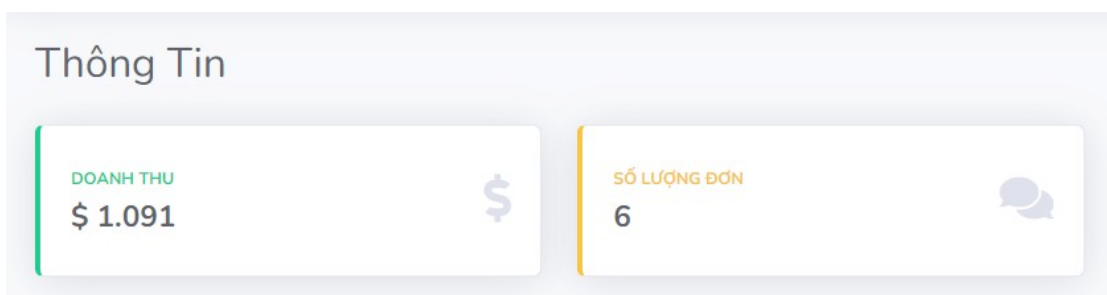 Thông Tin
DOANH THU
$ 1.091
SỐ LƯỢNG ĐƠN
6